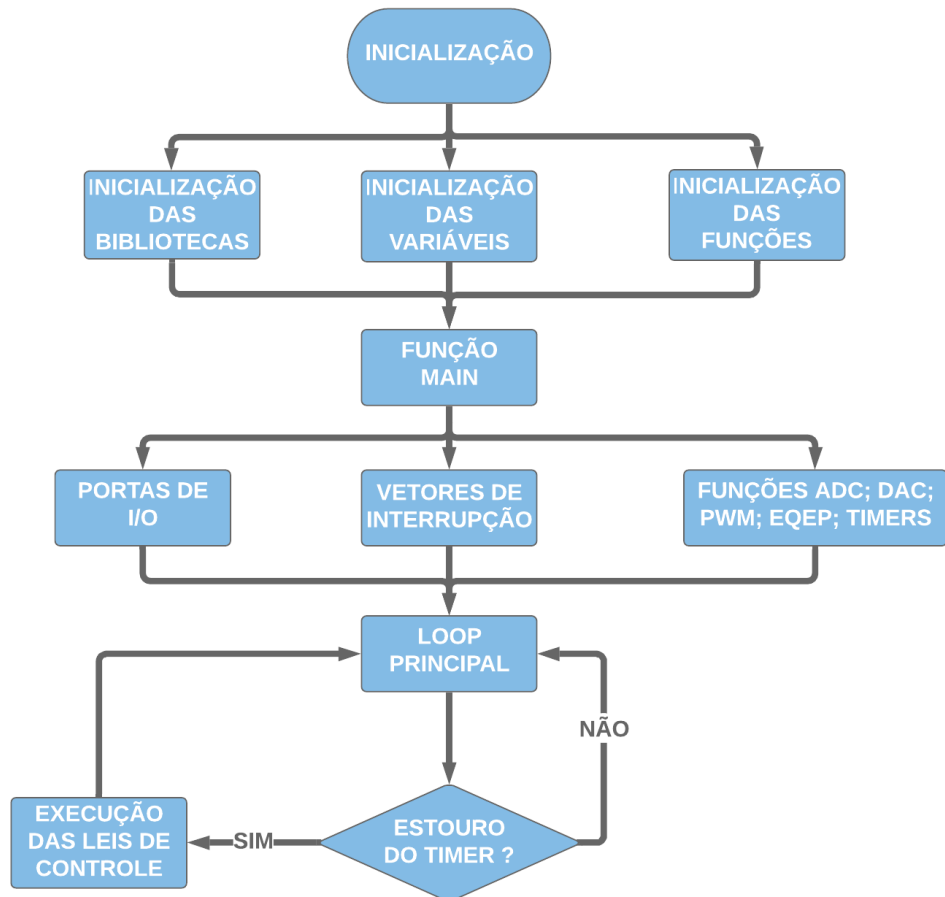 INICIALIZAÇÃO
INICIALIZAÇÃO
DAS
BIBLIOTECAS
INICIALIZAÇÃO
DAS
VARIÁVEIS
INICIALIZAÇÃO
DAS
FUNÇÕES
FUNÇÃO
MAIN
PORTAS DE
I/O
VETORES DE
INTERRUPÇÃO
FUNÇÕES ADC; DAC;
PWM; EQEP; TIMERS
LOOP
PRINCIPAL
NÃO
EXECUÇÃO
DAS LEIS DE
CONTROLE
SIM
ESTOURO
DO TIMER ?